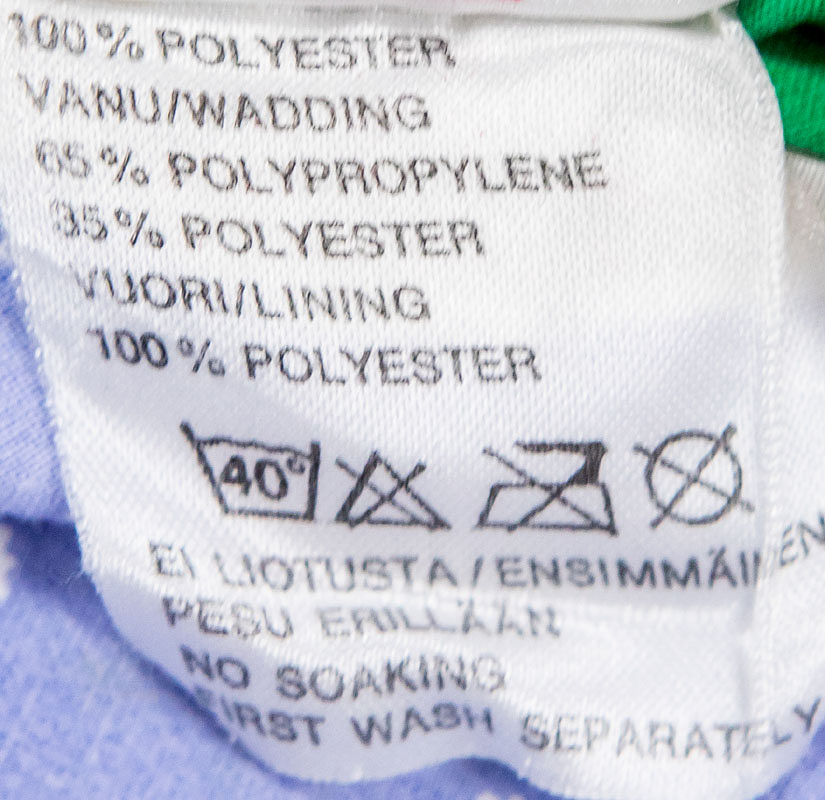 100% POLYESTER
VANU/WADDING
65% POLYPROPYLENE
35% POLYESTER
VUORI/LINING
100% POLYESTER
40°
EI LIOTUSTA/ENSIMMÄINEN
PESU ERILLÄÄN
NO SOAKING
FIRST WASH SEPARATELY